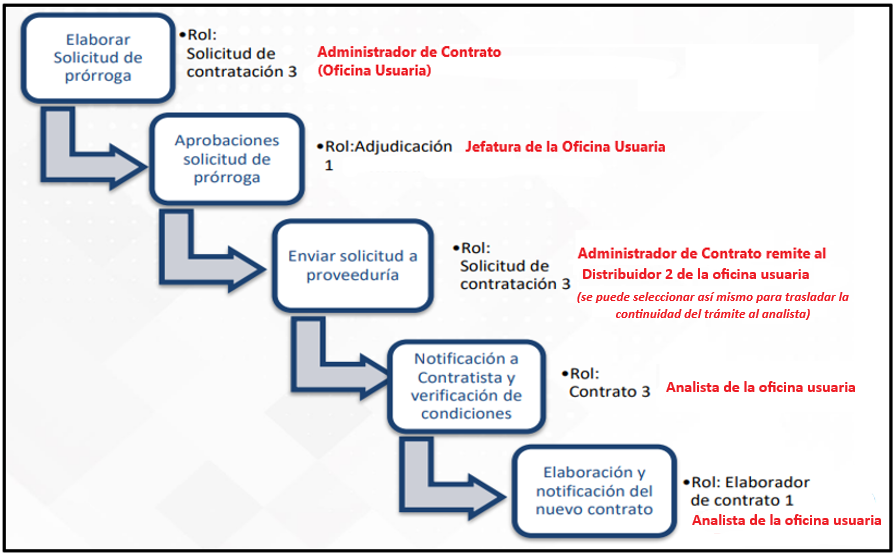 Elaborar
Solicitud de
prórroga
•Rol:
Solicitud de
contratación 3
Administrador de Contrato
(Oficina Usuaria)
Aprobaciones
solicitud de
prórroga
•Rol:Adjudicación
1
Jefatura de la Oficina Usuaria
Enviar solicitud a
proveeduría
•Rol:
Solicitud de
contratación 3
Administrador de Contrato remite al
Distribuidor 2 de la oficina usuaria
(se puede seleccionar así mismo para trasladar la
continuidad del trámite al analista)
Notificación a
Contratista y
verificación de
condiciones
•Rol:
Contrato 3
Analista de la oficina usuaria
Elaboración y
notificación del
nuevo contrato
•Rol: Elaborador
de contrato 1
Analista de la oficina usuaria